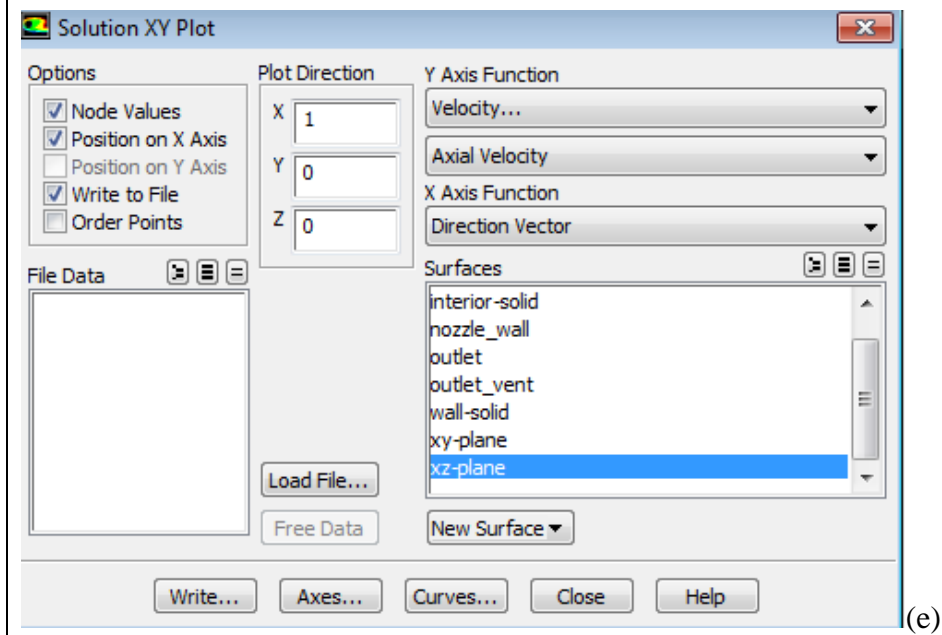 Solution XY Plot
Options
Node Values
Position on X Axis
Position on Y Axis
Write to File
Order Points
Plot Direction
X 1
Y 0
Z 0
Y Axis Function
Velocity...
Axial Velocity
X Axis Function
Direction Vector
File Data
Surfaces
interior-solid
nozzle_wall
outlet
outlet_vent
wall-solid
xy-plane
xz-plane
Load File...
Free Data
New Surface
Write...
Axes...
Curves...
Close
Help
(e)